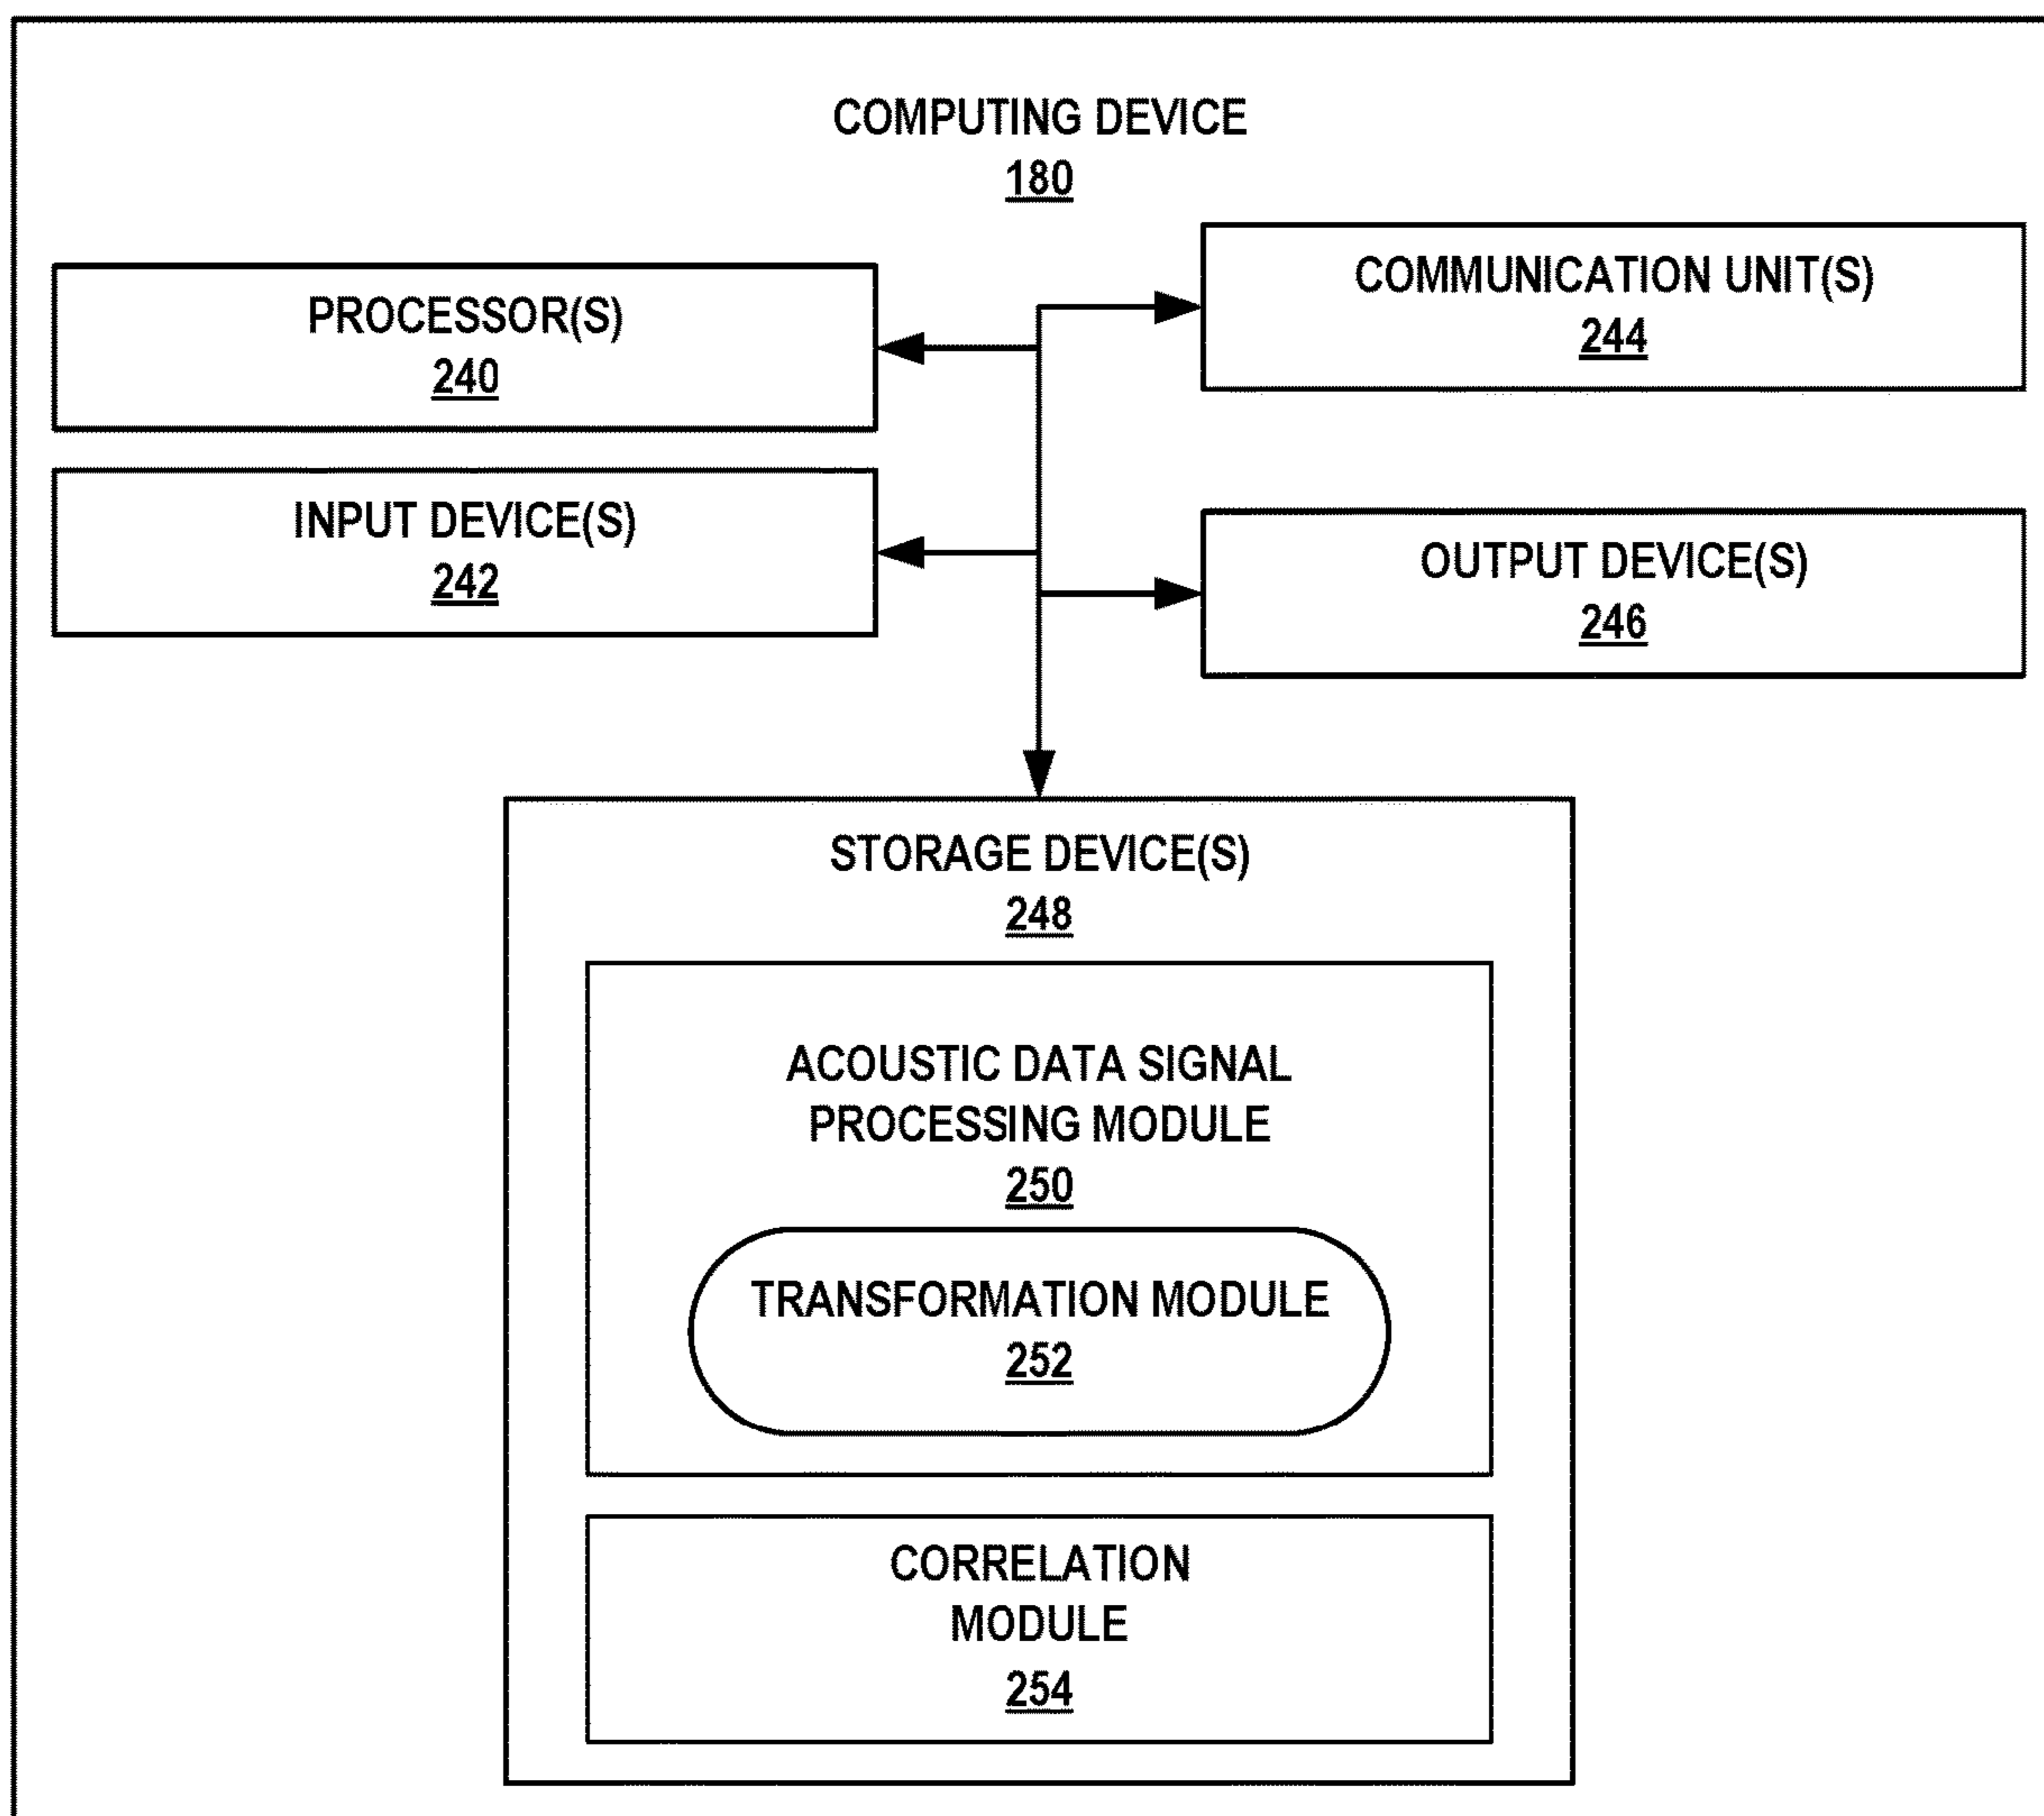 COMPUTING DEVICE
180
PROCESSOR(S)
240
COMMUNICATION UNIT(S)
244
INPUT DEVICE(S)
242
OUTPUT DEVICE(S)
246
STORAGE DEVICE(S)
248
ACOUSTIC DATA SIGNAL
PROCESSING MODULE
250
TRANSFORMATION MODULE
252
CORRELATION
MODULE
254